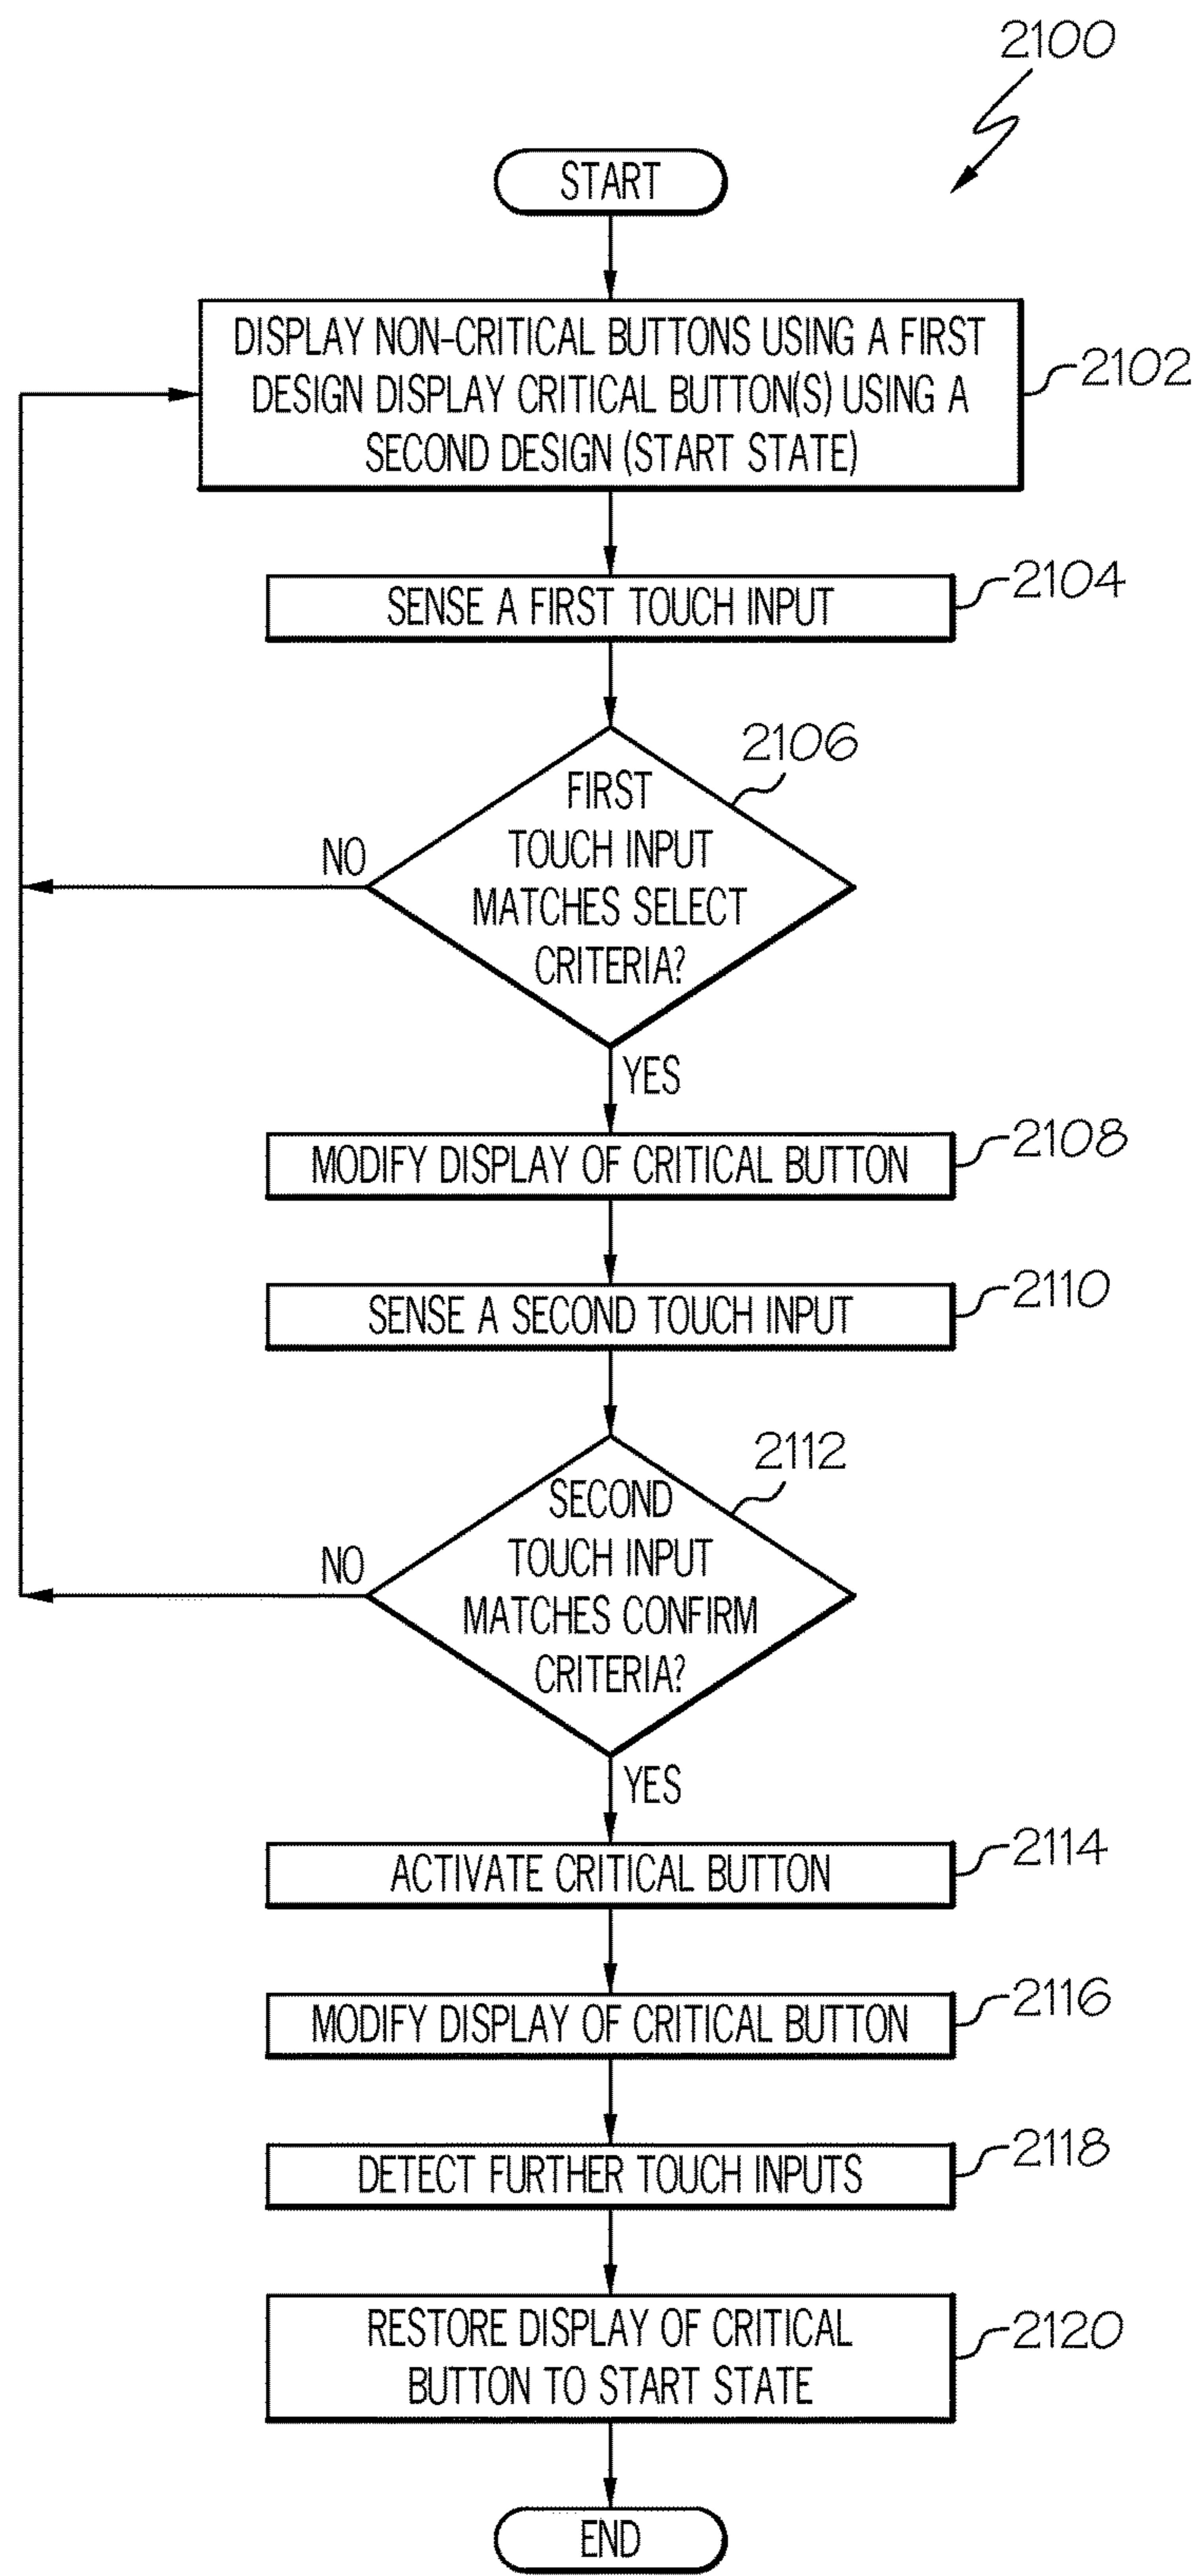 2100
START
DISPLAY NON-CRITICAL BUTTONS USING A FIRST
DESIGN DISPLAY CRITICAL BUTTON(S) USING A
SECOND DESIGN (START STATE)
2102
SENSE A FIRST TOUCH INPUT
2104
2106
FIRST
TOUCH INPUT
MATCHES SELECT
CRITERIA?
NO
YES
MODIFY DISPLAY OF CRITICAL BUTTON
2108
SENSE A SECOND TOUCH INPUT
2110
2112
SECOND
TOUCH INPUT
MATCHES CONFIRM
CRITERIA?
NO
YES
ACTIVATE CRITICAL BUTTON
2114
MODIFY DISPLAY OF CRITICAL BUTTON
2116
DETECT FURTHER TOUCH INPUTS
2118
RESTORE DISPLAY OF CRITICAL
BUTTON TO START STATE
2120
END